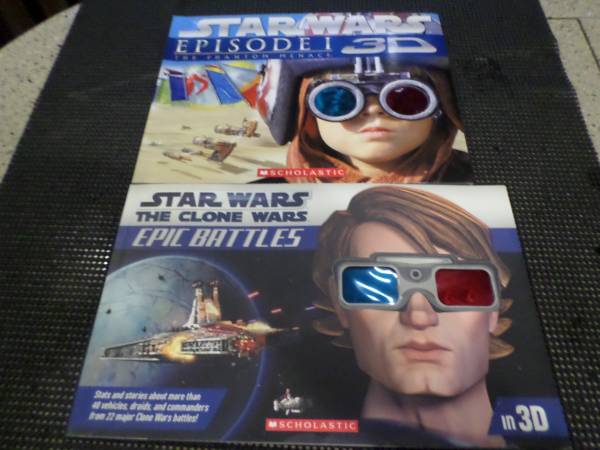 STAR WARS
EPISODE I 3D
THE PHANTOM MENACE
SCHOLASTIC
STAR WARS
THE CLONE WARS
EPIC BATTLES
Stats and stories about more than
40 vehicles, droids, and commanders
from 22 major Clone Wars battles!
SCHOLASTIC
in 3D